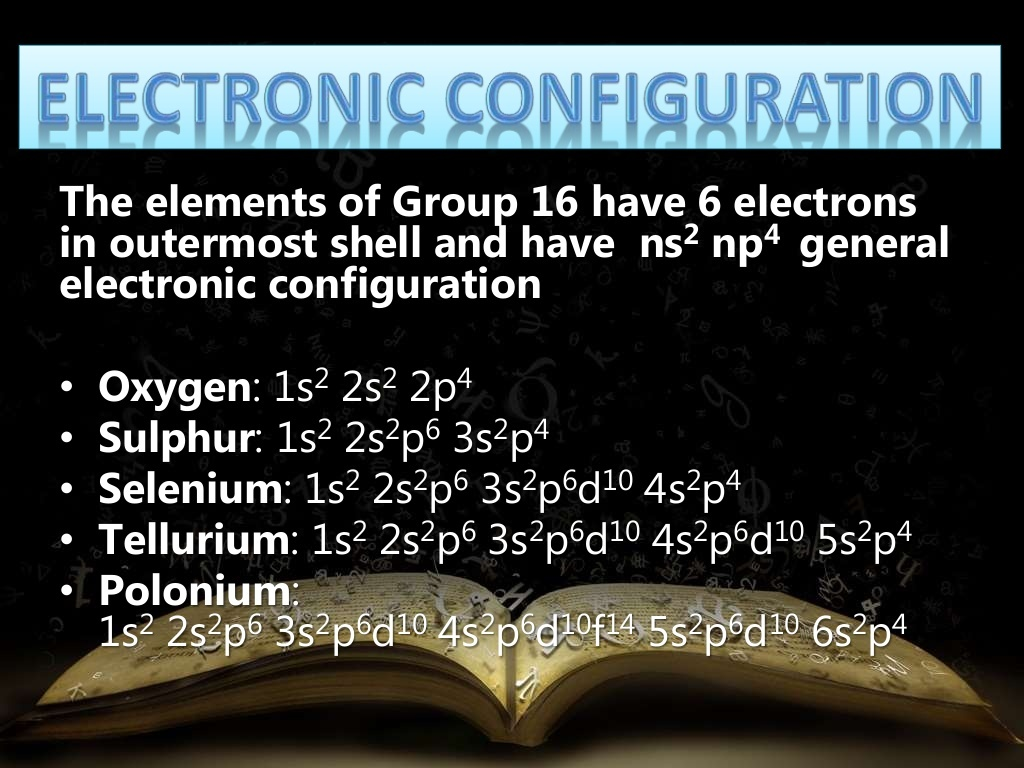 ELECTRONIC CONFIGURATION
The elements of Group 16 have 6 electrons
in outermost shell and have ns² np⁴ general
electronic configuration
• Oxygen: 1s² 2s² 2p⁴
• Sulphur: 1s² 2s²p⁶ 3s²p⁴
• Selenium: 1s² 2s²p⁶ 3s²p⁶d¹⁰ 4s²p⁴
• Tellurium: 1s² 2s²p⁶ 3s²p⁶d¹⁰ 4s²p⁶d¹⁰ 5s²p⁴
• Polonium:
1s² 2s²p⁶ 3s²p⁶d¹⁰ 4s²p⁶d¹⁰f¹⁴ 5s²p⁶d¹⁰ 6s²p⁴